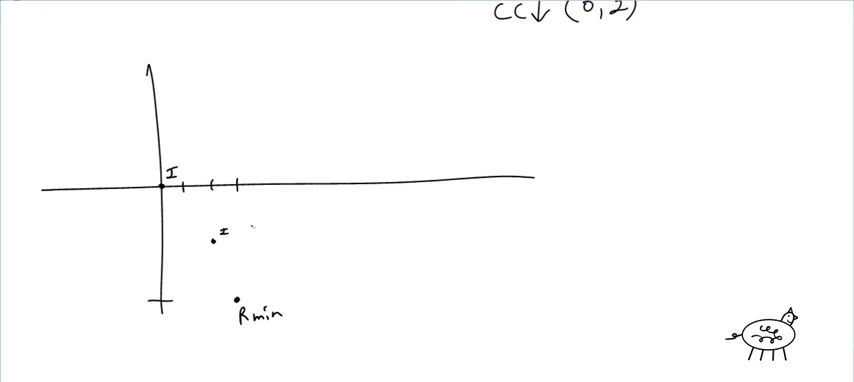 CC↓ (0,2)
I
I
Rmin